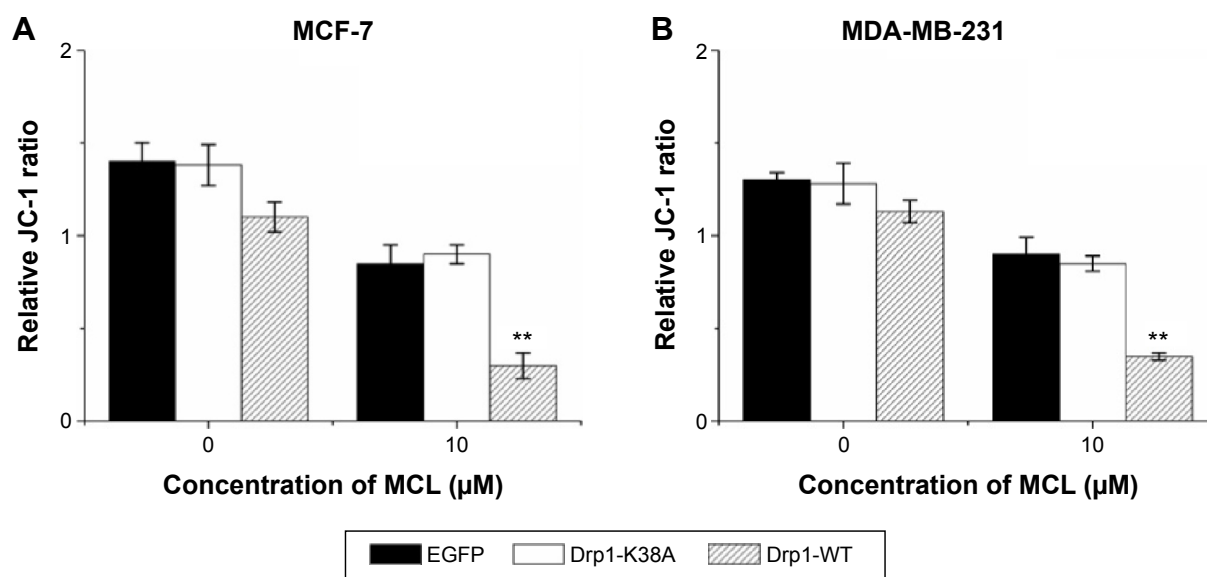 A
MCF-7
2
1
0
Relative JC-1 ratio
**
0
10
Concentration of MCL (µM)
B
MDA-MB-231
2
1
0
Relative JC-1 ratio
**
0
10
Concentration of MCL (µM)
EGFP Drp1-K38A Drp1-WT